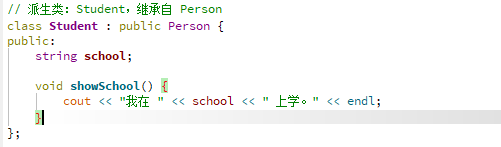 // 派生类：Student，继承自 Person
class Student : public Person {
public:
    string school;

    void showSchool() {
        cout << "我在 " << school << " 上学。" << endl;
    }
};